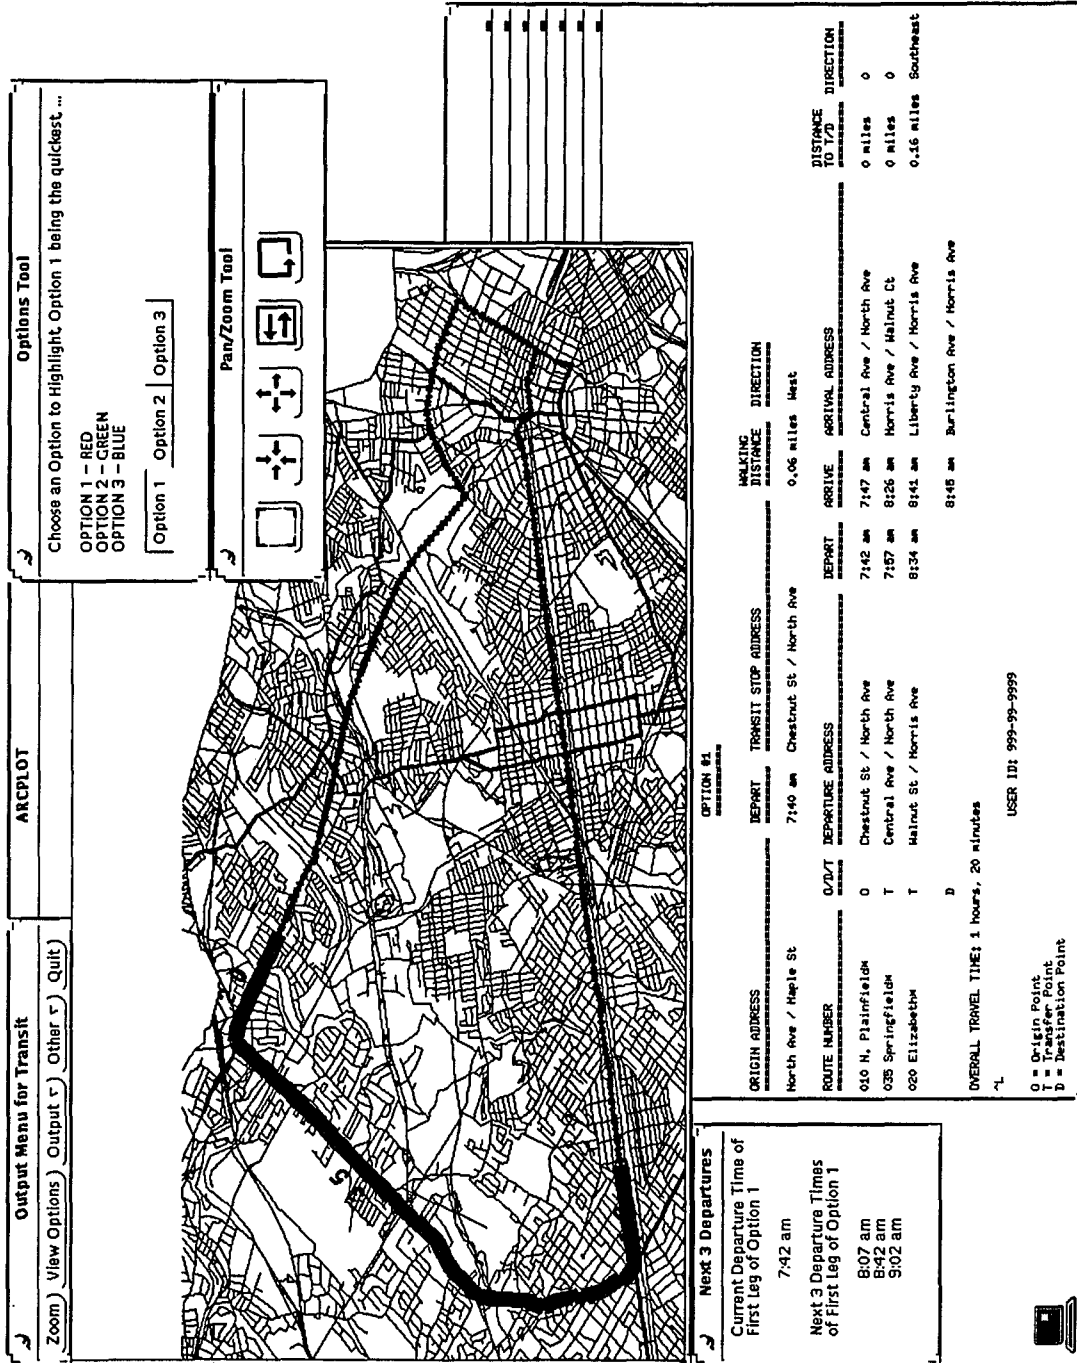 Output Menu for Transit
Zoom View Options Output Other Quit
ARCPLOT
Options Tool
Choose an Option to Highlight Option 1 being the quickest. ...
OPTION 1 - RED
OPTION 2 - GREEN
OPTION 3 - BLUE
Option 1 Option 2 Option 3
Pan/Zoom Tool
Next 3 Departures
Current Departure Time of
First Leg of Option 1
7:42 am
Next 3 Departure Times
of First Leg of Option 1
8:07 am
8:42 am
9:02 am
OPTION #1
ORIGIN ADDRESS DEPART TRANSIT STOP ADDRESS WALKING DISTANCE DIRECTION
North Ave / Maple St 7:40 am Chestnut St / North Ave 0.06 miles West
ROUTE NUMBER O/D/T DEPARTURE ADDRESS DEPART ARRIVE ARRIVAL ADDRESS DISTANCE TO T/D DIRECTION
010 N. Plainfield* O Chestnut St / North Ave 7:42 am 7:47 am Central Ave / North Ave 0 miles 0
035 Springfield* T Central Ave / North Ave 7:57 am 8:26 am Morris Ave / Walnut Ct 0 miles 0
020 Elizabeth* T Walnut St / Morris Ave 8:34 am 8:41 am Liberty Ave / Morris Ave 0.16 miles Southeast
D 8:45 am Burlington Ave / Morris Ave
OVERALL TRAVEL TIME: 1 hours, 20 minutes
^L
USER ID: 999-99-9999
O = Origin Point
T = Transfer Point
D = Destination Point